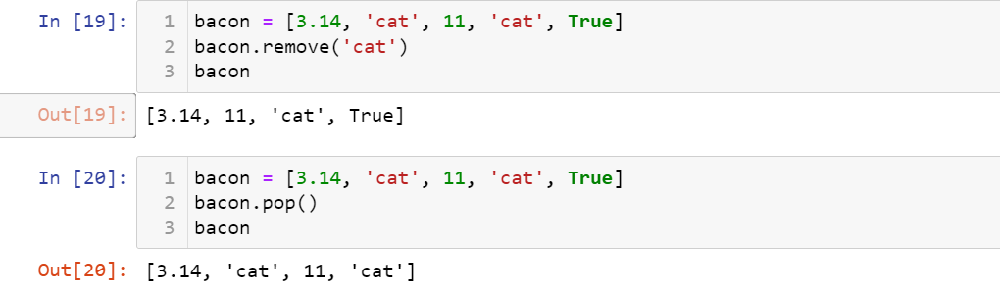 In [19]: 1 bacon = [3.14, 'cat', 11, 'cat', True]
2 bacon.remove('cat')
3 bacon
Out[19]: [3.14, 11, 'cat', True]
In [20]: 1 bacon = [3.14, 'cat', 11, 'cat', True]
2 bacon.pop()
3 bacon
Out[20]: [3.14, 'cat', 11, 'cat']